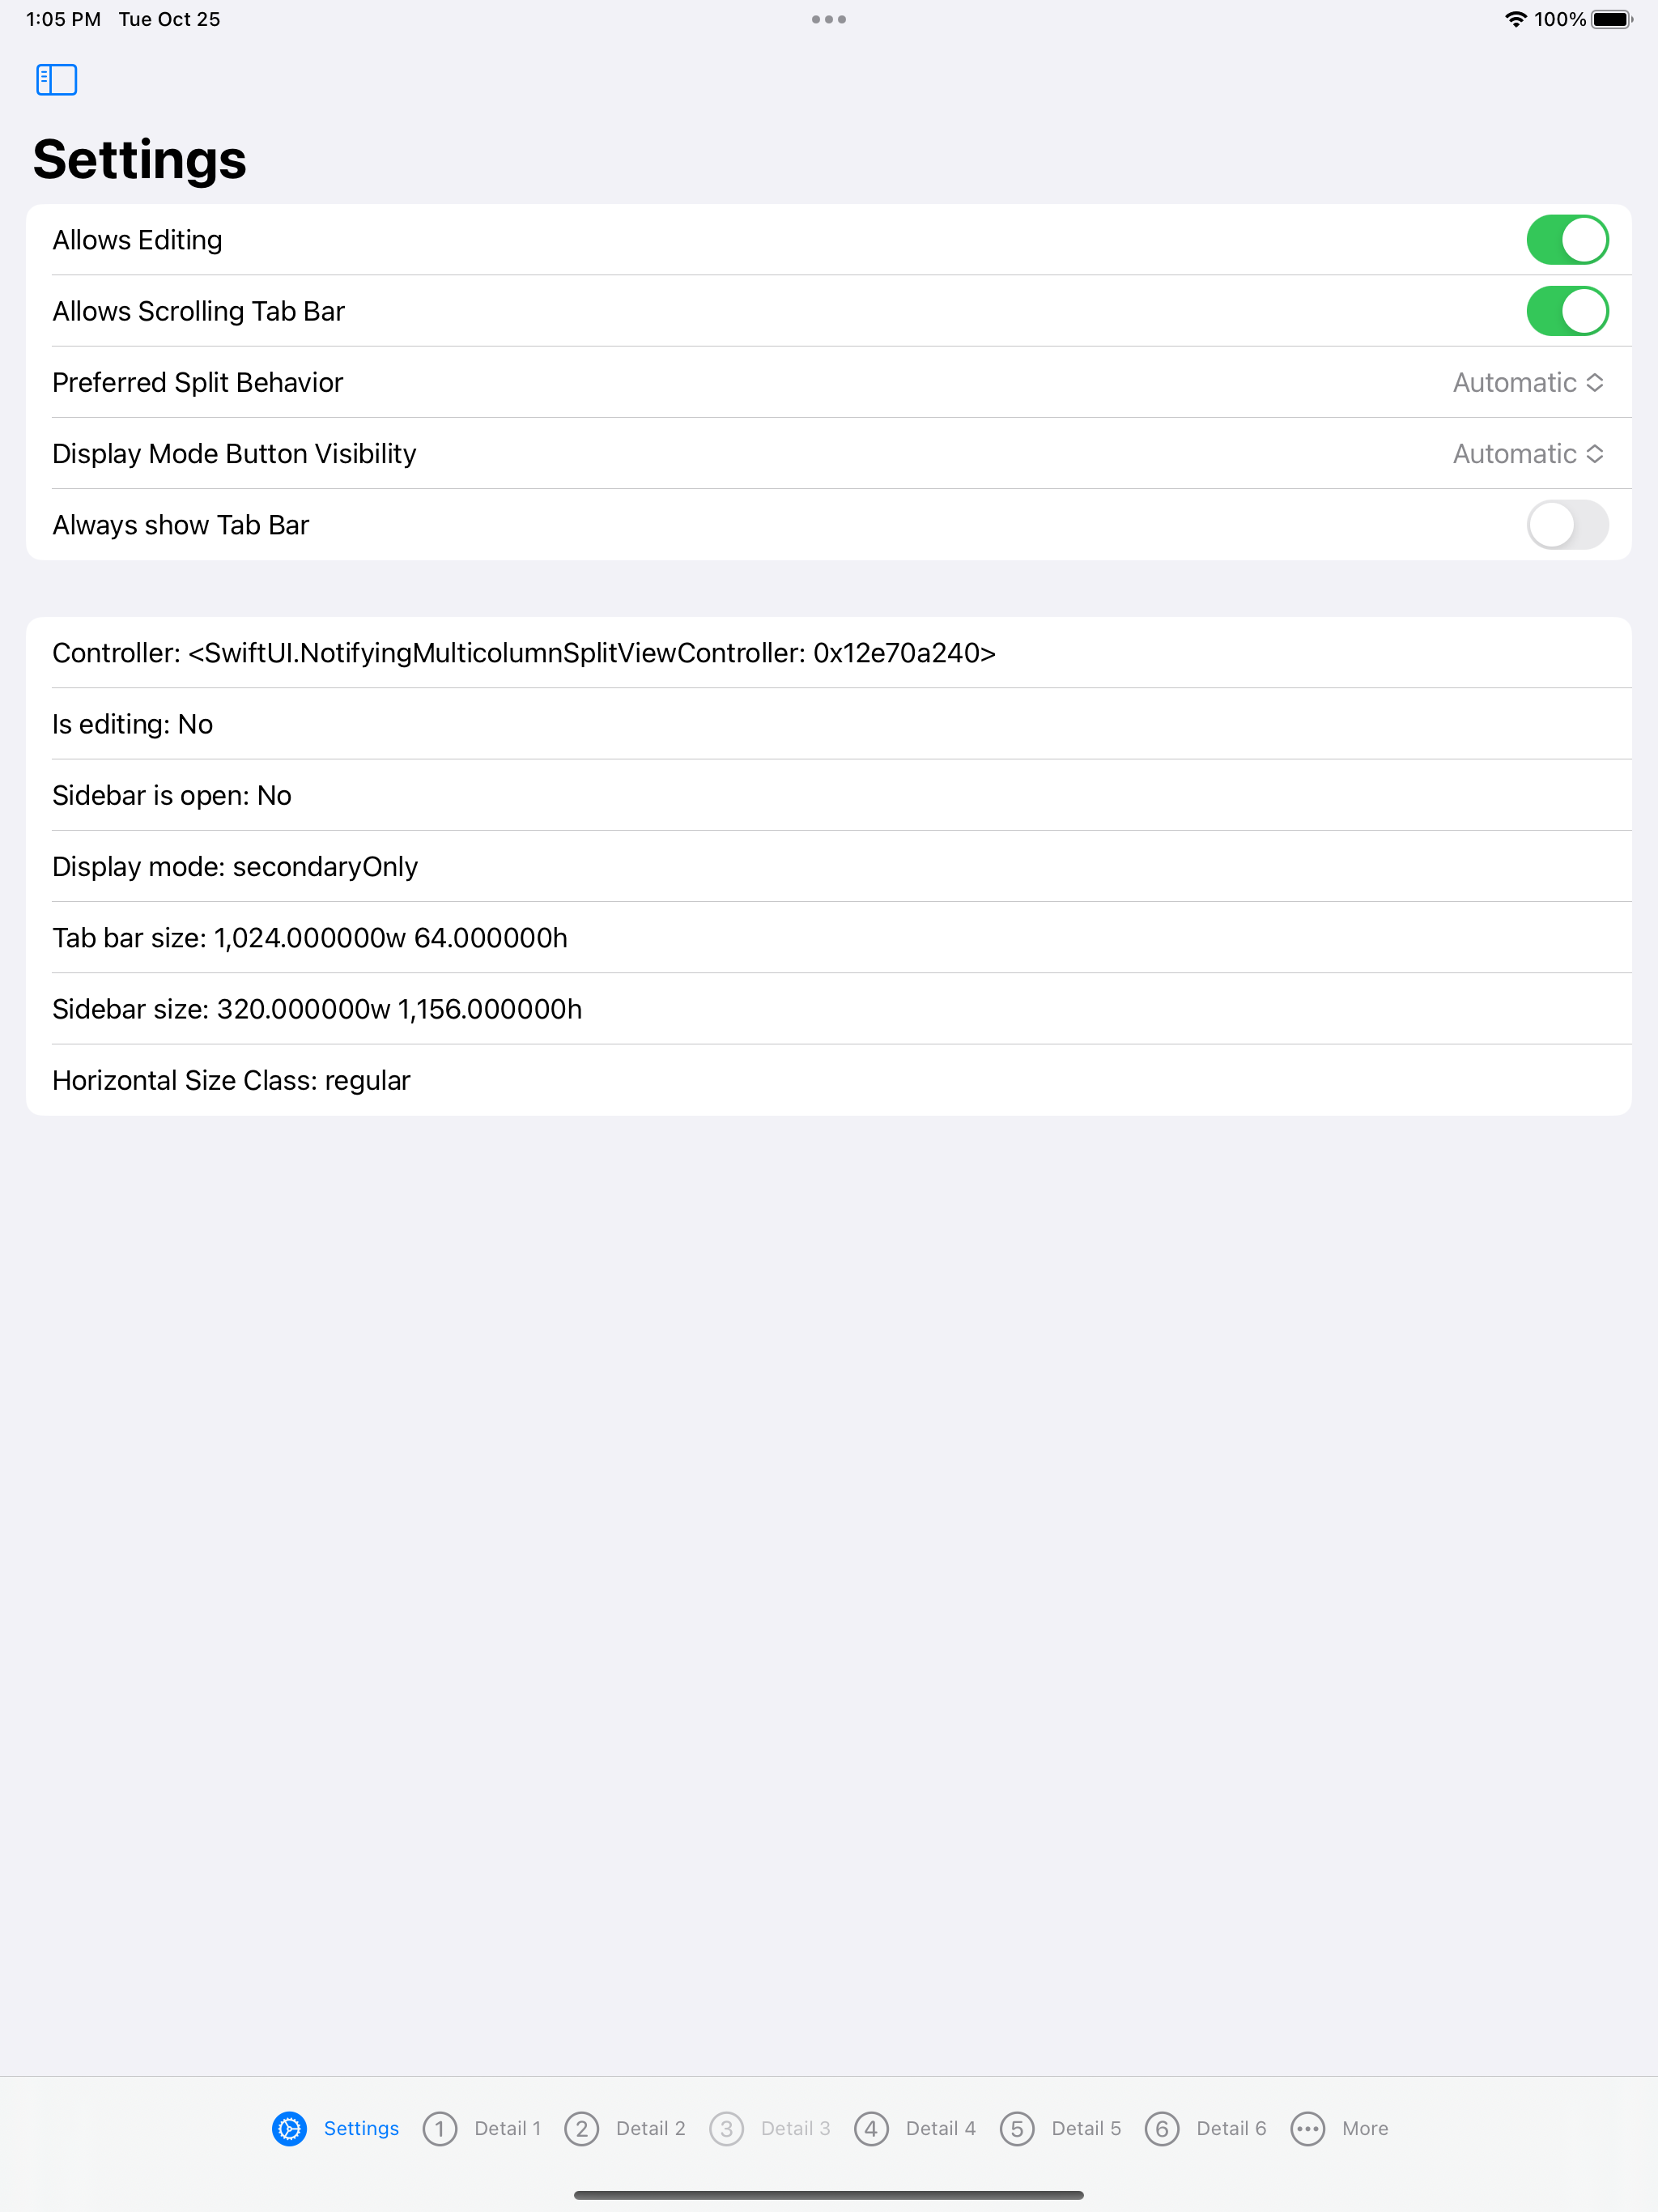 1:05 PM Tue Oct 25
100%
Settings
Allows Editing
Allows Scrolling Tab Bar
Preferred Split Behavior Automatic
Display Mode Button Visibility Automatic
Always show Tab Bar
Controller: <SwiftUI.NotifyingMulticolumnSplitViewController: 0x12e70a240>
Is editing: No
Sidebar is open: No
Display mode: secondaryOnly
Tab bar size: 1,024.000000w 64.000000h
Sidebar size: 320.000000w 1,156.000000h
Horizontal Size Class: regular
Settings 1 Detail 1 2 Detail 2 3 Detail 3 4 Detail 4 5 Detail 5 6 Detail 6 More